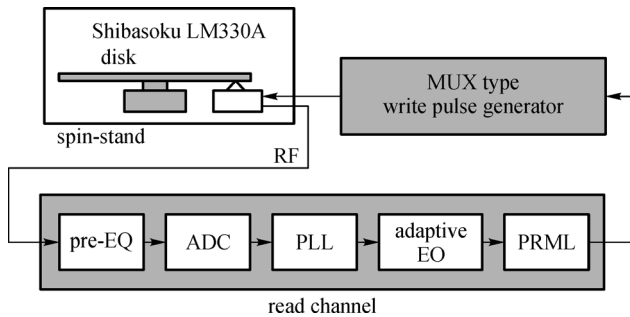 Shibasoku LM330A
disk
spin-stand
MUX type
write pulse generator
RF
pre-EQ
ADC
PLL
adaptive
EO
PRML
read channel